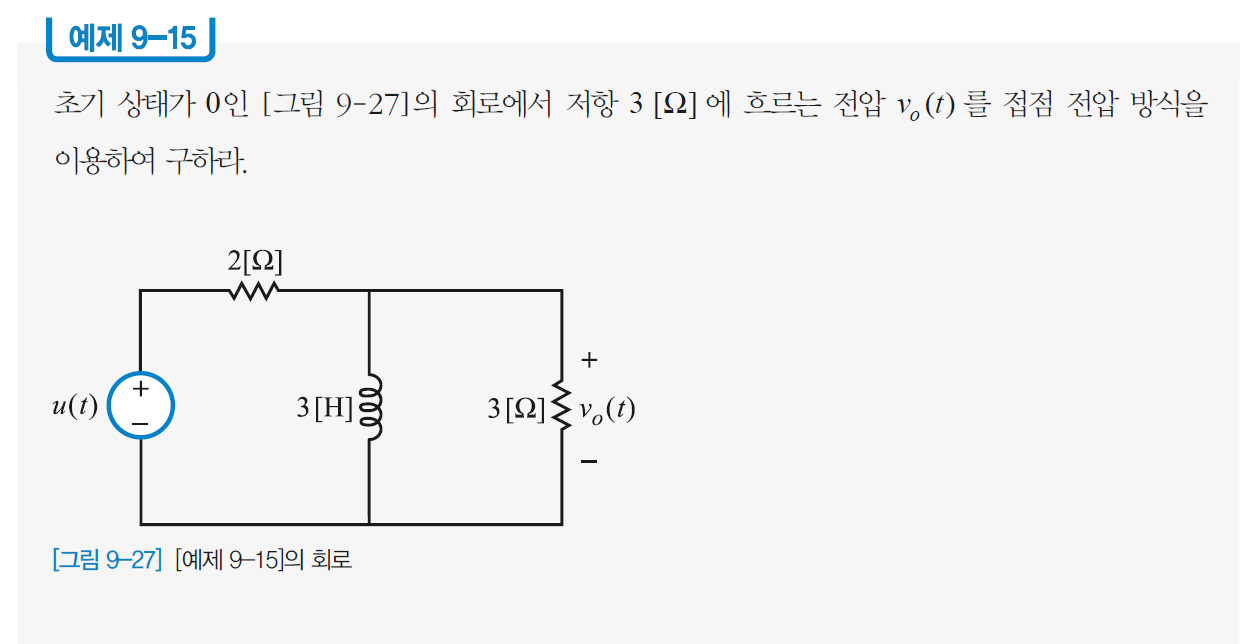 예제 9-15
초기 상태가 0인 [그림 9-27]의 회로에서 저항 3 [Ω]에 흐르는 전압 vₒ(t)를 접점 전압 방식을
이용하여 구하라.
2[Ω]
+
u(t) + − 3[H] 3[Ω] vₒ(t)
−
[그림 9-27] [예제 9-15]의 회로